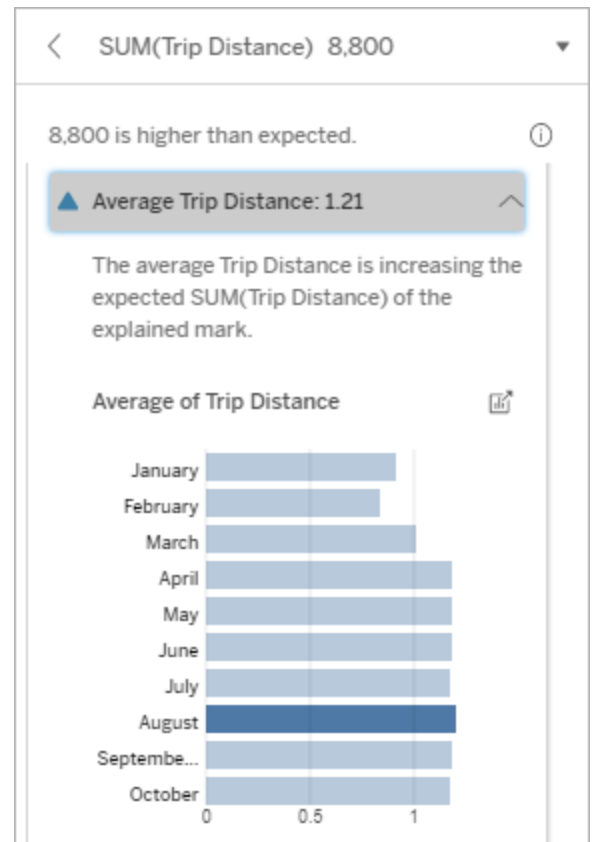 SUM(Trip Distance) 8,800
8,800 is higher than expected.
Average Trip Distance: 1.21
The average Trip Distance is increasing the
expected SUM(Trip Distance) of the
explained mark.
Average of Trip Distance
January
February
March
April
May
June
July
August
Septembe...
October
0 0.5 1